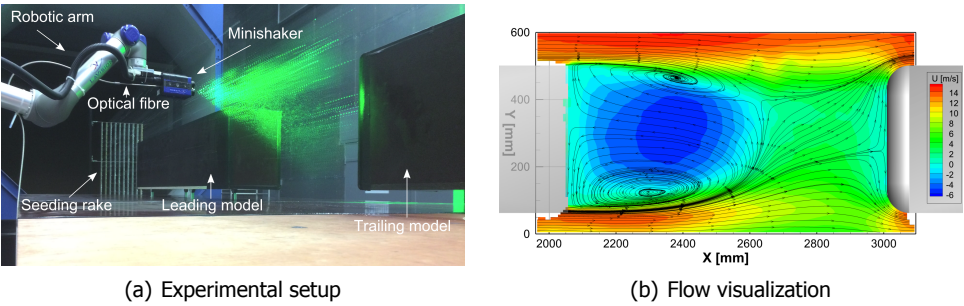 Robotic arm
Minishaker
Optical fibre
Seeding rake
Leading model
Trailing model
600
400
200
0
Y [mm]
2000 2200 2400 2600 2800 3000
X [mm]
U [m/s]
14
12
10
8
6
4
2
0
-2
-4
-6
(a) Experimental setup
(b) Flow visualization